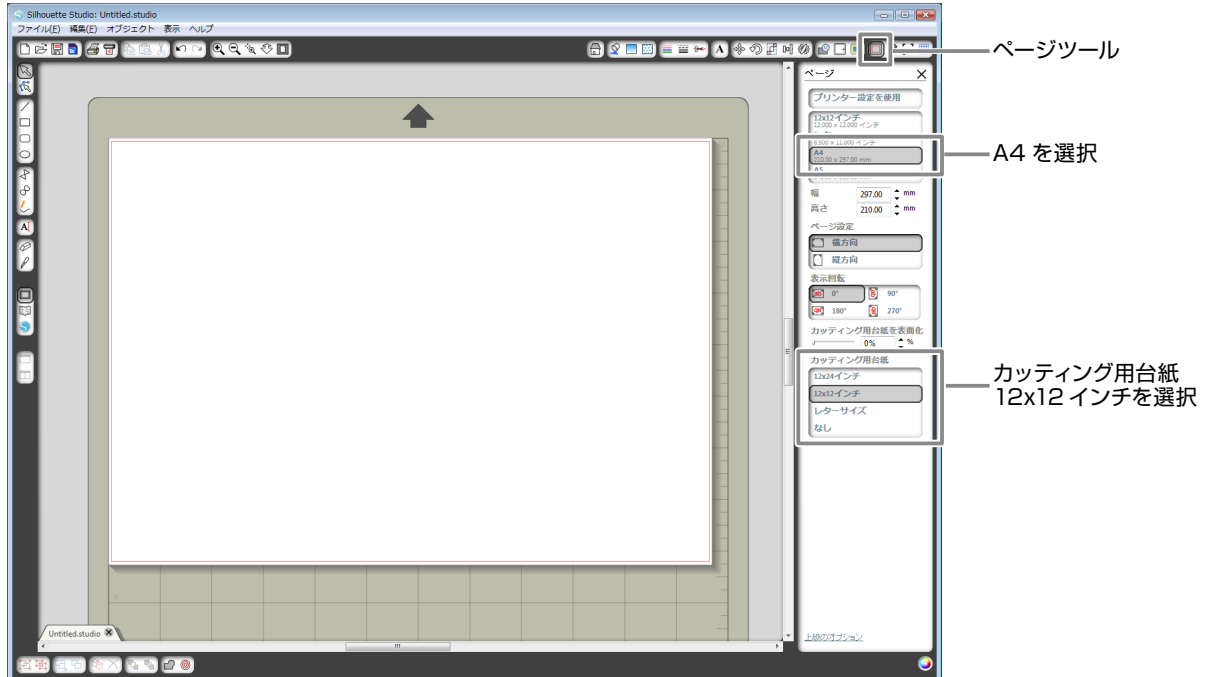 Silhouette Studio: Untitled.studio
ファイル(F) 編集(E) オブジェクト 表示 ヘルプ
ページツール
ページ
プリンター設定を使用
12x12インチ
12.000 x 12.000 インチ
8.500 x 11.000 インチ
A4
210.00 x 297.00 mm
A5
A4 を選択
幅 297.00 mm
高さ 210.00 mm
ページ設定
横方向
縦方向
表示回転
0° 90°
180° 270°
カッティング用台紙を表面化
0% %
カッティング用台紙
12x24インチ
12x12インチ
レターサイズ
なし
カッティング用台紙
12x12 インチを選択
上級のオプション
Untitled.studio